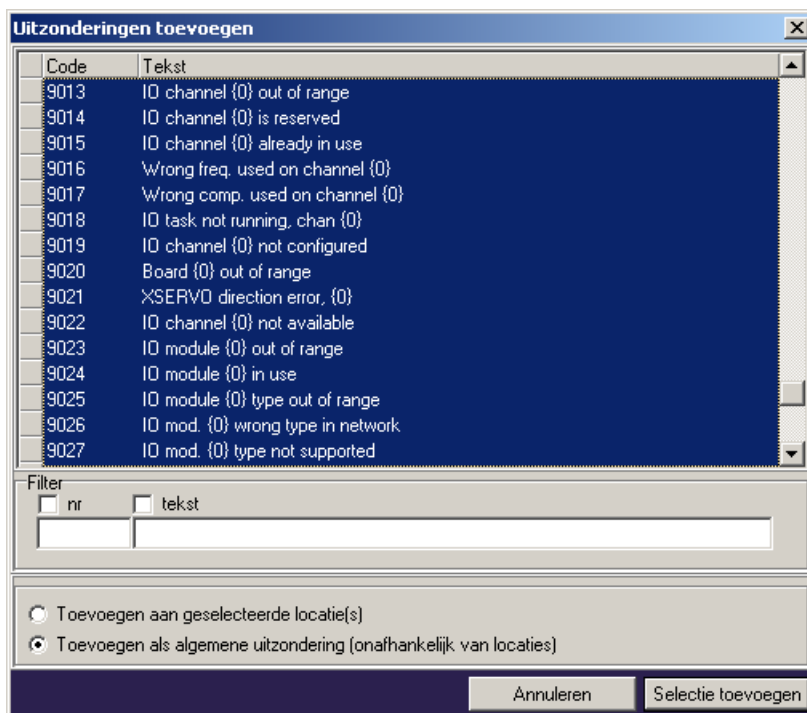 Uitzonderingen toevoegen
Code Tekst
9013 IO channel {0} out of range
9014 IO channel {0} is reserved
9015 IO channel {0} already in use
9016 Wrong freq. used on channel {0}
9017 Wrong comp. used on channel {0}
9018 IO task not running, chan {0}
9019 IO channel {0} not configured
9020 Board {0} out of range
9021 XSERVO direction error, {0}
9022 IO channel {0} not available
9023 IO module {0} out of range
9024 IO module {0} in use
9025 IO module {0} type out of range
9026 IO mod. {0} wrong type in network
9027 IO mod. {0} type not supported
Filter
nr tekst
Toevoegen aan geselecteerde locatie(s)
Toevoegen als algemene uitzondering (onafhankelijk van locaties)
Annuleren Selectie toevoegen